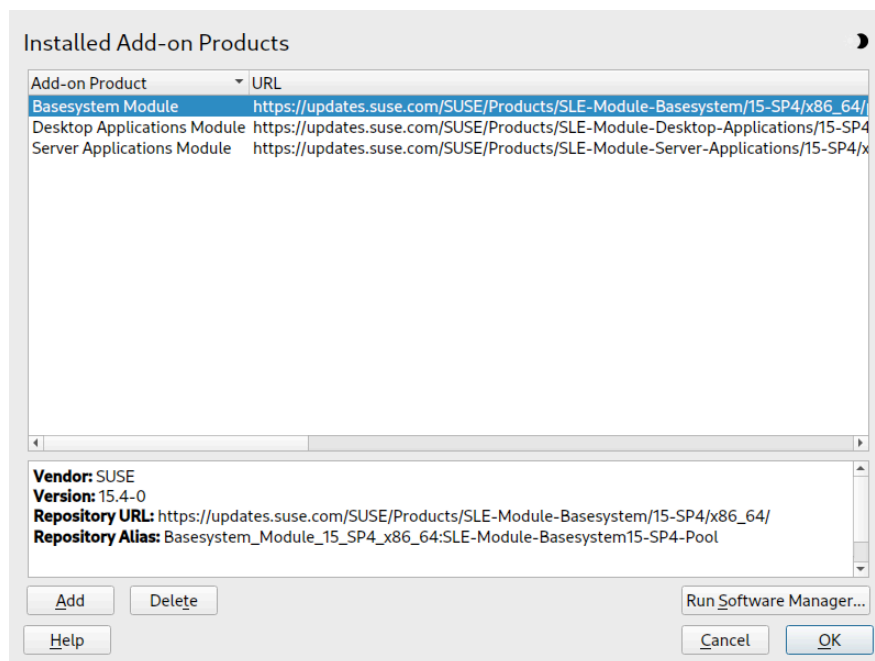 Installed Add-on Products
Add-on Product URL
Basesystem Module https://updates.suse.com/SUSE/Products/SLE-Module-Basesystem/15-SP4/x86_64/
Desktop Applications Module https://updates.suse.com/SUSE/Products/SLE-Module-Desktop-Applications/15-SP4
Server Applications Module https://updates.suse.com/SUSE/Products/SLE-Module-Server-Applications/15-SP4/x
Vendor: SUSE
Version: 15.4-0
Repository URL: https://updates.suse.com/SUSE/Products/SLE-Module-Basesystem/15-SP4/x86_64/
Repository Alias: Basesystem_Module_15_SP4_x86_64:SLE-Module-Basesystem15-SP4-Pool
Add Delete Run Software Manager...
Help Cancel OK